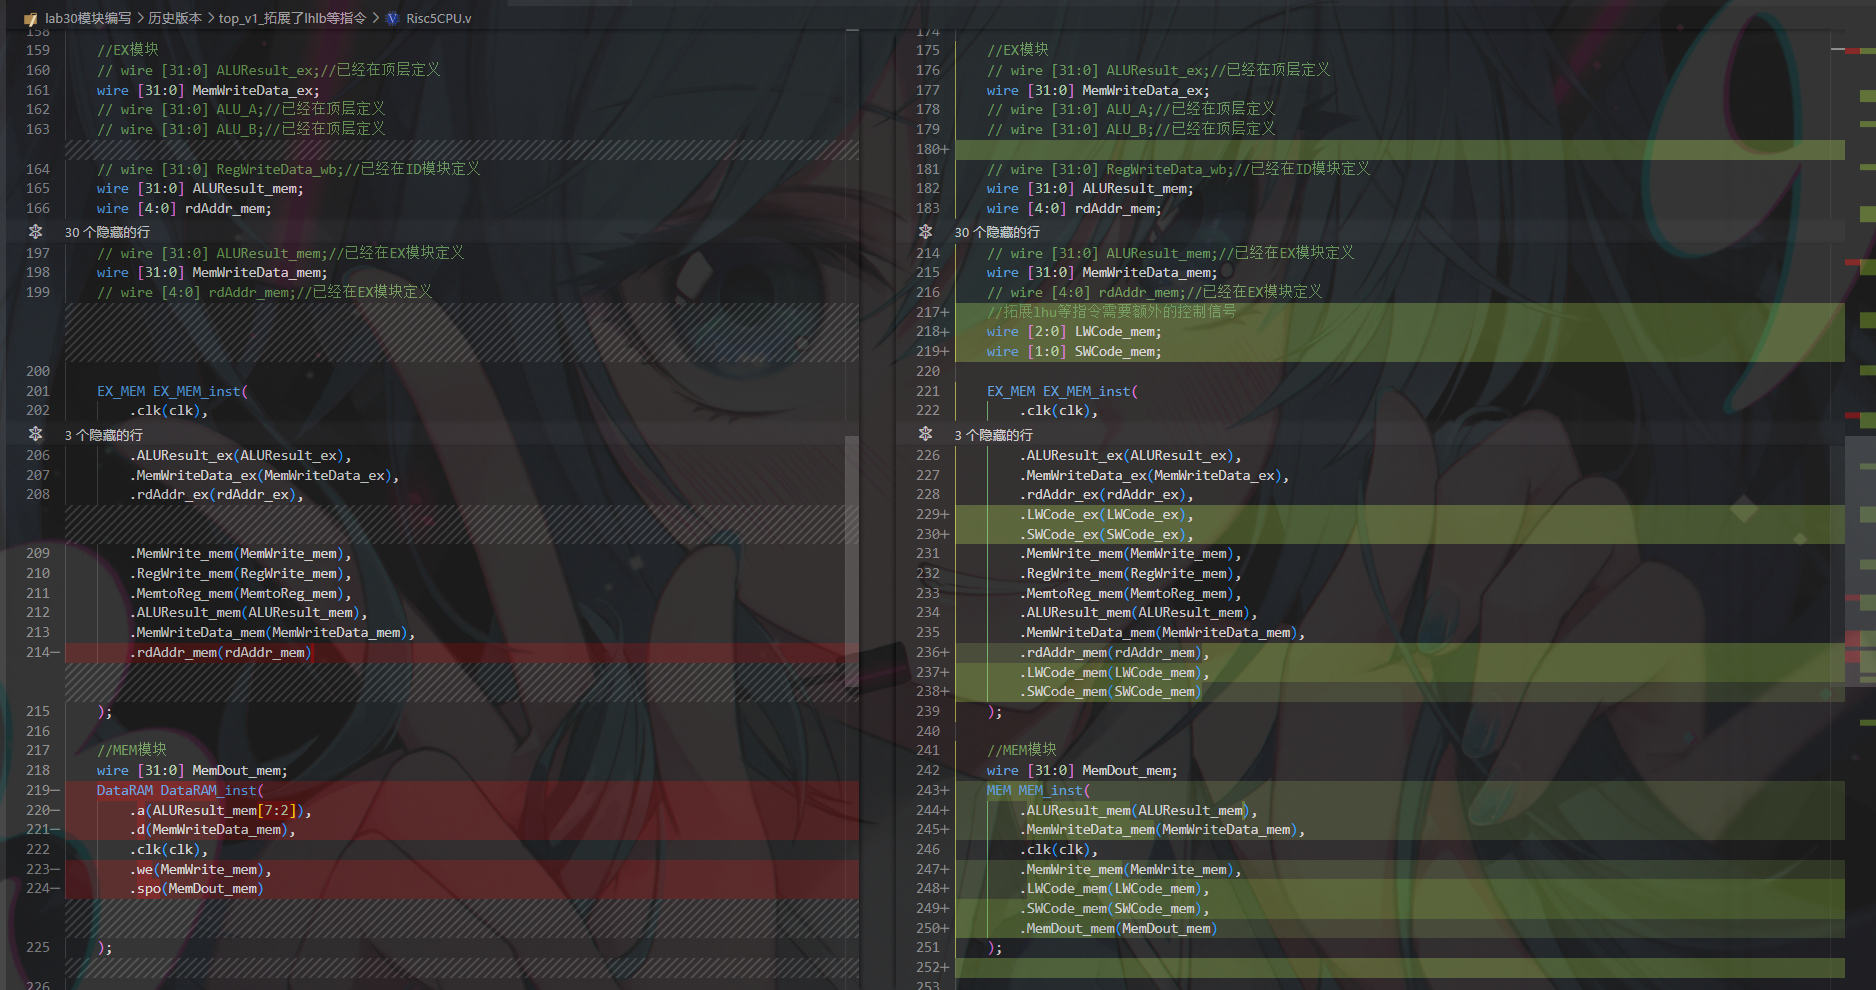 lab30模块编写 > 历史版本 > top_v1_拓展了lhlb等指令 > Risc5CPU.v
158
159 //EX模块
160 // wire [31:0] ALUResult_ex;//已经在顶层定义
161 wire [31:0] MemWriteData_ex;
162 // wire [31:0] ALU_A;//已经在顶层定义
163 // wire [31:0] ALU_B;//已经在顶层定义
164 // wire [31:0] RegWriteData_wb;//已经在ID模块定义
165 wire [31:0] ALUResult_mem;
166 wire [4:0] rdAddr_mem;
30 个隐藏的行
197 // wire [31:0] ALUResult_mem;//已经在EX模块定义
198 wire [31:0] MemWriteData_mem;
199 // wire [4:0] rdAddr_mem;//已经在EX模块定义
200
201 EX_MEM EX_MEM_inst(
202 .clk(clk),
3 个隐藏的行
206 .ALUResult_ex(ALUResult_ex),
207 .MemWriteData_ex(MemWriteData_ex),
208 .rdAddr_ex(rdAddr_ex),
209 .MemWrite_mem(MemWrite_mem),
210 .RegWrite_mem(RegWrite_mem),
211 .MemtoReg_mem(MemtoReg_mem),
212 .ALUResult_mem(ALUResult_mem),
213 .MemWriteData_mem(MemWriteData_mem),
214— .rdAddr_mem(rdAddr_mem)
215 );
216
217 //MEM模块
218 wire [31:0] MemDout_mem;
219— DataRAM DataRAM_inst(
220— .a(ALUResult_mem[7:2]),
221— .d(MemWriteData_mem),
222 .clk(clk),
223— .we(MemWrite_mem),
224— .spo(MemDout_mem)
225 );
226
174
175 //EX模块
176 // wire [31:0] ALUResult_ex;//已经在顶层定义
177 wire [31:0] MemWriteData_ex;
178 // wire [31:0] ALU_A;//已经在顶层定义
179 // wire [31:0] ALU_B;//已经在顶层定义
180+
181 // wire [31:0] RegWriteData_wb;//已经在ID模块定义
182 wire [31:0] ALUResult_mem;
183 wire [4:0] rdAddr_mem;
30 个隐藏的行
214 // wire [31:0] ALUResult_mem;//已经在EX模块定义
215 wire [31:0] MemWriteData_mem;
216 // wire [4:0] rdAddr_mem;//已经在EX模块定义
217+ //拓展lhu等指令需要额外的控制信号
218+ wire [2:0] LWCode_mem;
219+ wire [1:0] SWCode_mem;
220
221 EX_MEM EX_MEM_inst(
222 .clk(clk),
3 个隐藏的行
226 .ALUResult_ex(ALUResult_ex),
227 .MemWriteData_ex(MemWriteData_ex),
228 .rdAddr_ex(rdAddr_ex),
229+ .LWCode_ex(LWCode_ex),
230+ .SWCode_ex(SWCode_ex),
231 .MemWrite_mem(MemWrite_mem),
232 .RegWrite_mem(RegWrite_mem),
233 .MemtoReg_mem(MemtoReg_mem),
234 .ALUResult_mem(ALUResult_mem),
235 .MemWriteData_mem(MemWriteData_mem),
236+ .rdAddr_mem(rdAddr_mem),
237+ .LWCode_mem(LWCode_mem),
238+ .SWCode_mem(SWCode_mem)
239 );
240
241 //MEM模块
242 wire [31:0] MemDout_mem;
243+ MEM MEM_inst(
244+ .ALUResult_mem(ALUResult_mem),
245+ .MemWriteData_mem(MemWriteData_mem),
246 .clk(clk),
247+ .MemWrite_mem(MemWrite_mem),
248+ .LWCode_mem(LWCode_mem),
249+ .SWCode_mem(SWCode_mem),
250+ .MemDout_mem(MemDout_mem)
251 );
252+
253